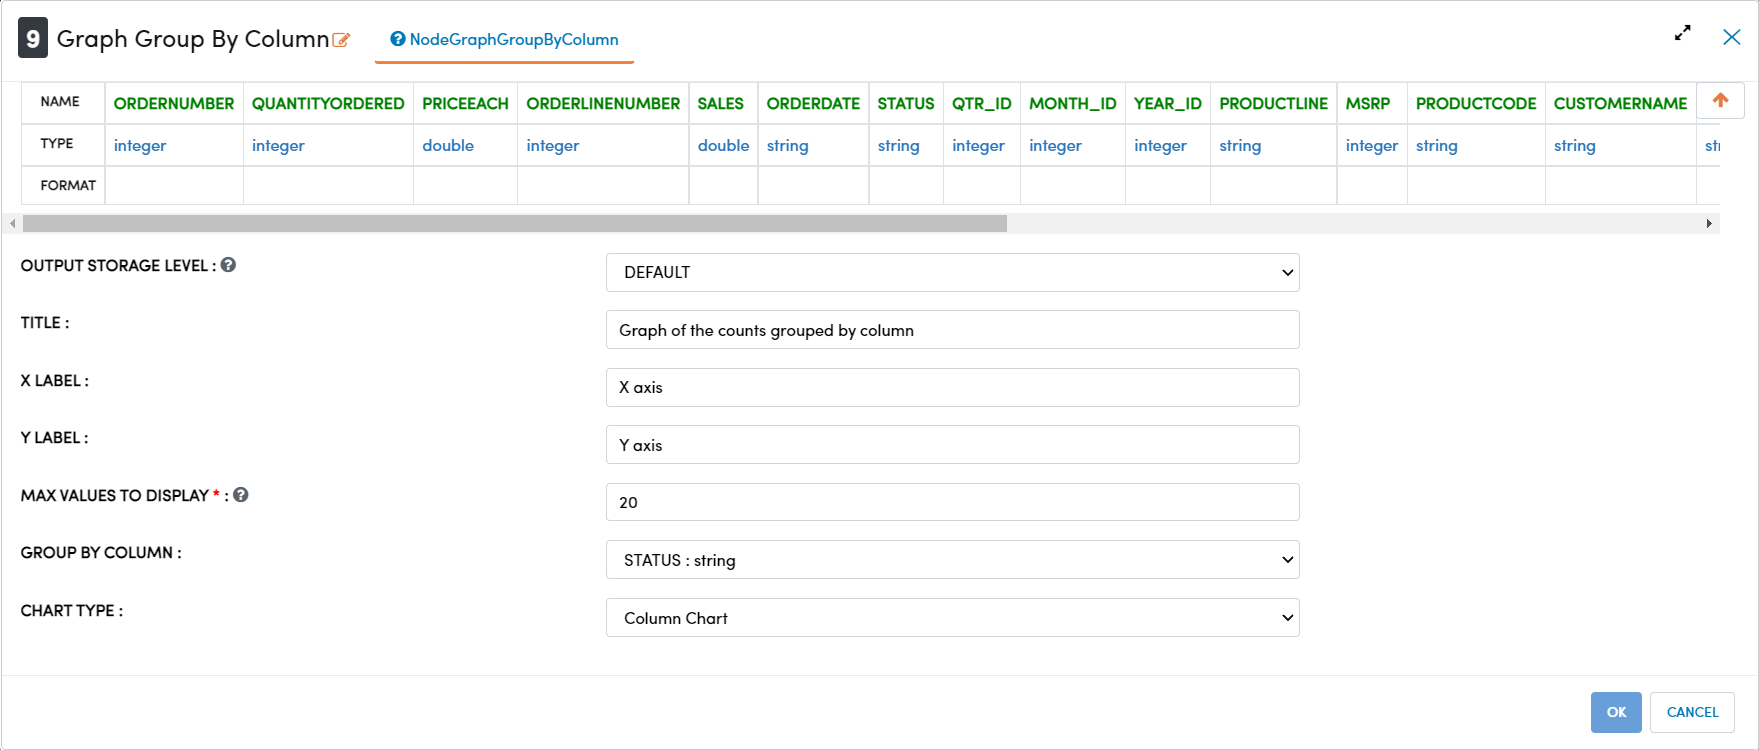 9 Graph Group By Column NodeGraphGroupByColumn
NAME ORDERNUMBER QUANTITYORDERED PRICEEACH ORDERLINENUMBER SALES ORDERDATE STATUS QTR_ID MONTH_ID YEAR_ID PRODUCTLINE MSRP PRODUCTCODE CUSTOMERNAME
TYPE integer integer double integer double string string integer integer integer string integer string string
FORMAT
OUTPUT STORAGE LEVEL : DEFAULT
TITLE : Graph of the counts grouped by column
X LABEL : X axis
Y LABEL : Y axis
MAX VALUES TO DISPLAY * : 20
GROUP BY COLUMN : STATUS : string
CHART TYPE : Column Chart
OK CANCEL